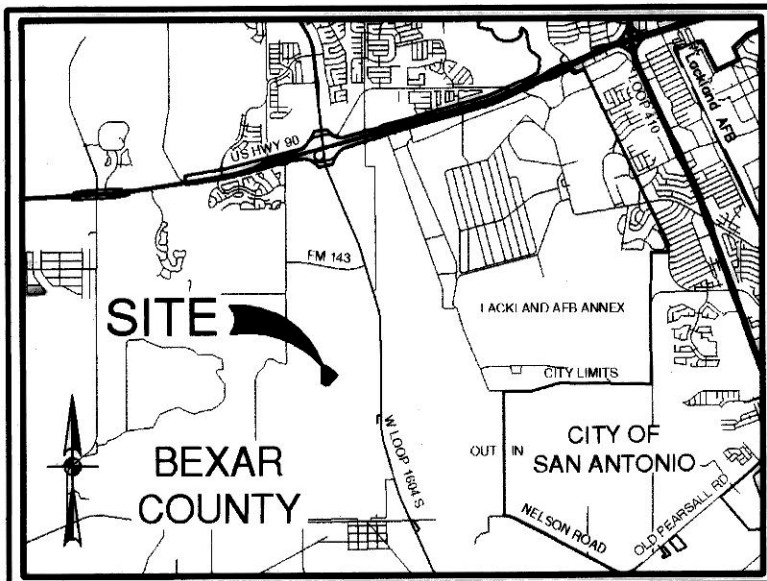 US HWY 90
LOOP 410
Lackland AFB
FM 143
SITE
LACKLAND AFB ANNEX
CITY LIMITS
W LOOP 1604 S
OUT IN
CITY OF
SAN ANTONIO
BEXAR
COUNTY
NELSON ROAD
OLD PEARSALL RD